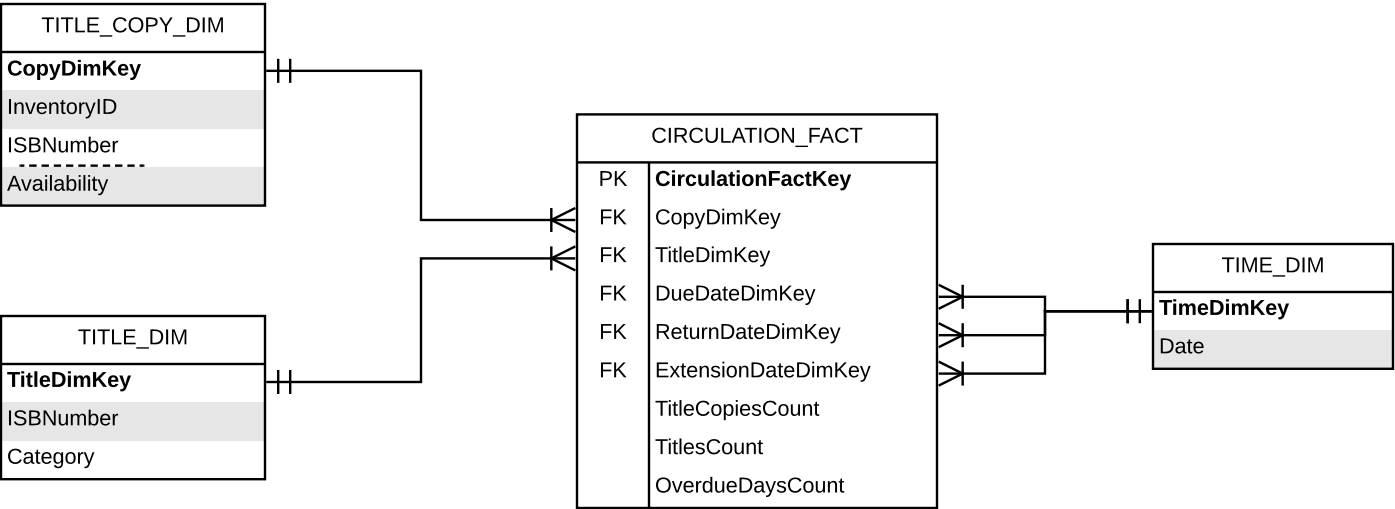 TITLE_COPY_DIM
CopyDimKey
InventoryID
ISBNumber
Availability
TITLE_DIM
TitleDimKey
ISBNumber
Category
CIRCULATION_FACT
PK CirculationFactKey
FK CopyDimKey
FK TitleDimKey
FK DueDateDimKey
FK ReturnDateDimKey
FK ExtensionDateDimKey
TitleCopiesCount
TitlesCount
OverdueDaysCount
TIME_DIM
TimeDimKey
Date